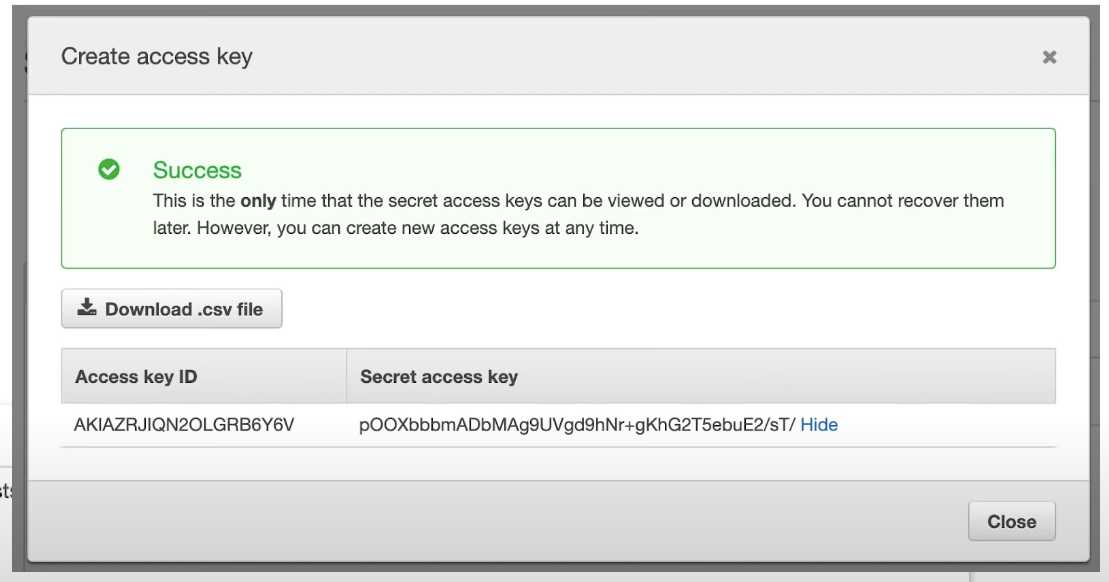 Create access key
Success
This is the only time that the secret access keys can be viewed or downloaded. You cannot recover them
later. However, you can create new access keys at any time.
Download .csv file
Access key ID Secret access key
AKIAZRJIQN2OLGRB6Y6V pOOXbbbmADbMAg9UVgd9hNr+gKhG2T5ebuE2/sT/ Hide
Close